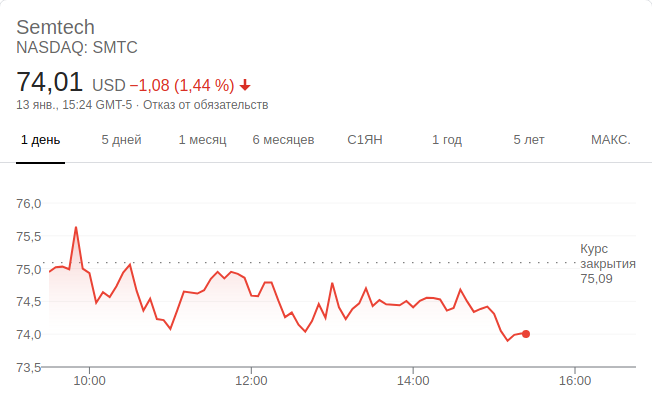 Semtech
NASDAQ: SMTC
74,01 USD −1,08 (1,44 %)
13 янв., 15:24 GMT-5 · Отказ от обязательств
1 день 5 дней 1 месяц 6 месяцев С1ЯН 1 год 5 лет МАКС.
76,0
75,5
75,0
74,5
74,0
73,5
Курс
закрытия
75,09
10:00 12:00 14:00 16:00